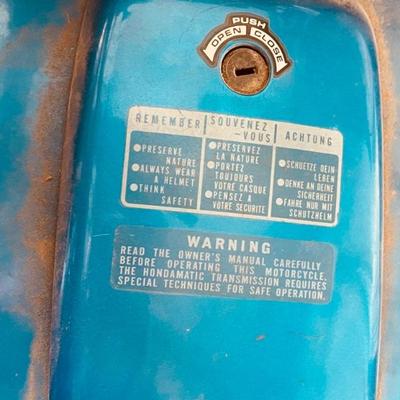 PUSH
OPEN CLOSE
REMEMBER
● PRESERVE
NATURE
● ALWAYS WEAR
A HELMET
● THINK
SAFETY
SOUVENEZ
-VOUS
● PRESERVEZ
LA NATURE
● PORTEZ
TOUJOURS
VOTRE CASQUE
● PENSEZ A
VOTRE SECURITE
ACHTUNG
● SCHUETZE DEIN
LEBEN
● DENKE AN DEINE
SICHERHEIT
● FAHRE NUR MIT
SCHUTZHELM
WARNING
READ THE OWNER'S MANUAL CAREFULLY
BEFORE OPERATING THIS MOTORCYCLE.
THE HONDAMATIC TRANSMISSION REQUIRES
SPECIAL TECHNIQUES FOR SAFE OPERATION.